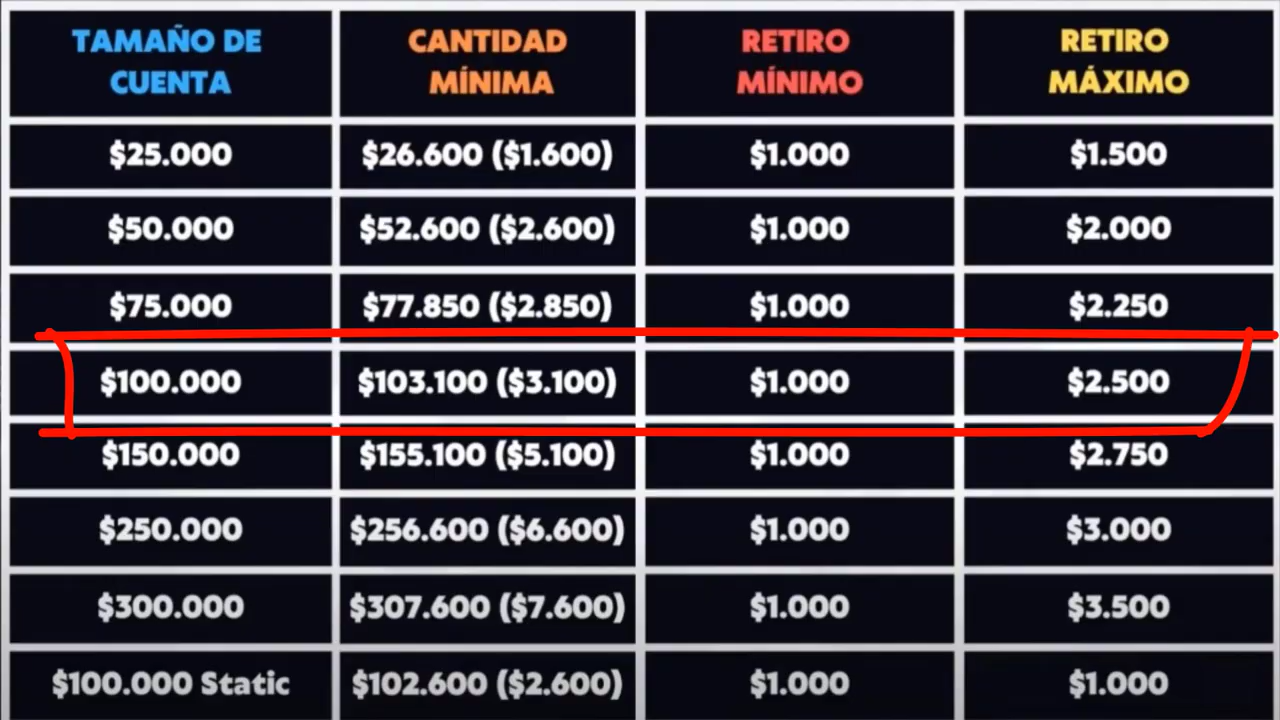 TAMAÑO DE CUENTA CANTIDAD MÍNIMA RETIRO MÍNIMO RETIRO MÁXIMO
$25.000 $26.600 ($1.600) $1.000 $1.500
$50.000 $52.600 ($2.600) $1.000 $2.000
$75.000 $77.850 ($2.850) $1.000 $2.250
$100.000 $103.100 ($3.100) $1.000 $2.500
$150.000 $155.100 ($5.100) $1.000 $2.750
$250.000 $256.600 ($6.600) $1.000 $3.000
$300.000 $307.600 ($7.600) $1.000 $3.500
$100.000 Static $102.600 ($2.600) $1.000 $1.000